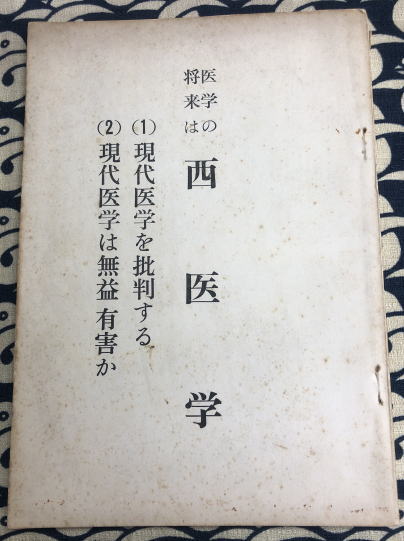 医学の
将来は
西医学
(1)現代医学を批判する
(2)現代医学は無益有害か